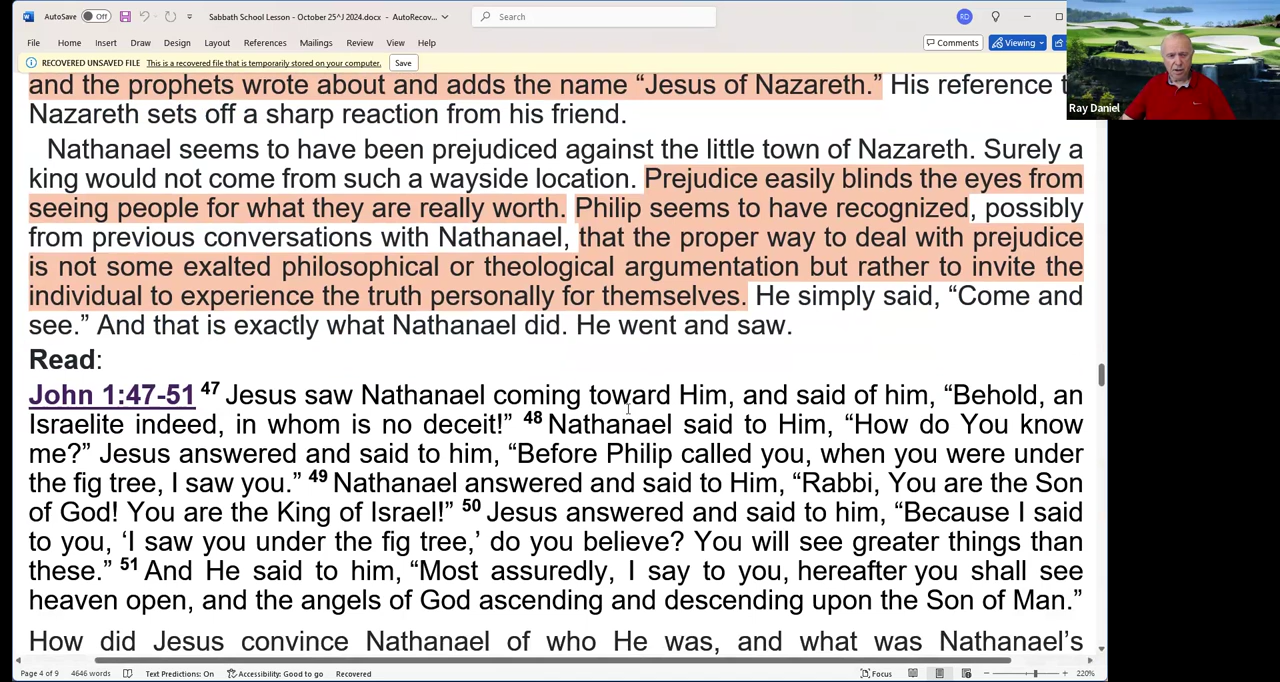 AutoSave
Off
Sabbath School Lesson - October 25^J 2024.docx - AutoRecov...
Search
RD
File Home Insert Draw Design Layout References Mailings Review View Help
Comments
Viewing
RECOVERED UNSAVED FILE This is a recovered file that is temporarily stored on your computer. Save
Ray Daniel
and the prophets wrote about and adds the name “Jesus of Nazareth.” His reference
Nazareth sets off a sharp reaction from his friend.
Nathanael seems to have been prejudiced against the little town of Nazareth. Surely a
king would not come from such a wayside location. Prejudice easily blinds the eyes from
seeing people for what they are really worth. Philip seems to have recognized, possibly
from previous conversations with Nathanael, that the proper way to deal with prejudice
is not some exalted philosophical or theological argumentation but rather to invite the
individual to experience the truth personally for themselves. He simply said, “Come and
see.” And that is exactly what Nathanael did. He went and saw.
Read:
John 1:47-51 47 Jesus saw Nathanael coming toward Him, and said of him, “Behold, an
Israelite indeed, in whom is no deceit!” 48 Nathanael said to Him, “How do You know
me?” Jesus answered and said to him, “Before Philip called you, when you were under
the fig tree, I saw you.” 49 Nathanael answered and said to Him, “Rabbi, You are the Son
of God! You are the King of Israel!” 50 Jesus answered and said to him, “Because I said
to you, ‘I saw you under the fig tree,’ do you believe? You will see greater things than
these.” 51 And He said to him, “Most assuredly, I say to you, hereafter you shall see
heaven open, and the angels of God ascending and descending upon the Son of Man.”
How did Jesus convince Nathanael of who He was, and what was Nathanael’s
Page 4 of 9 4646 words Text Predictions: On Accessibility: Good to go Recovered Focus 220%